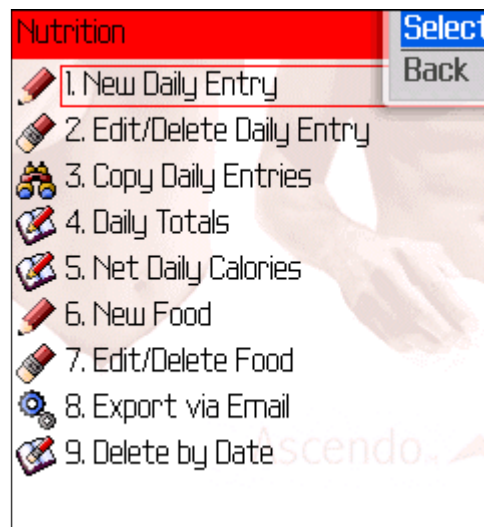 Nutrition
Select
Back
1. New Daily Entry
2. Edit/Delete Daily Entry
3. Copy Daily Entries
4. Daily Totals
5. Net Daily Calories
6. New Food
7. Edit/Delete Food
8. Export via Email
9. Delete by Date
Ascendo